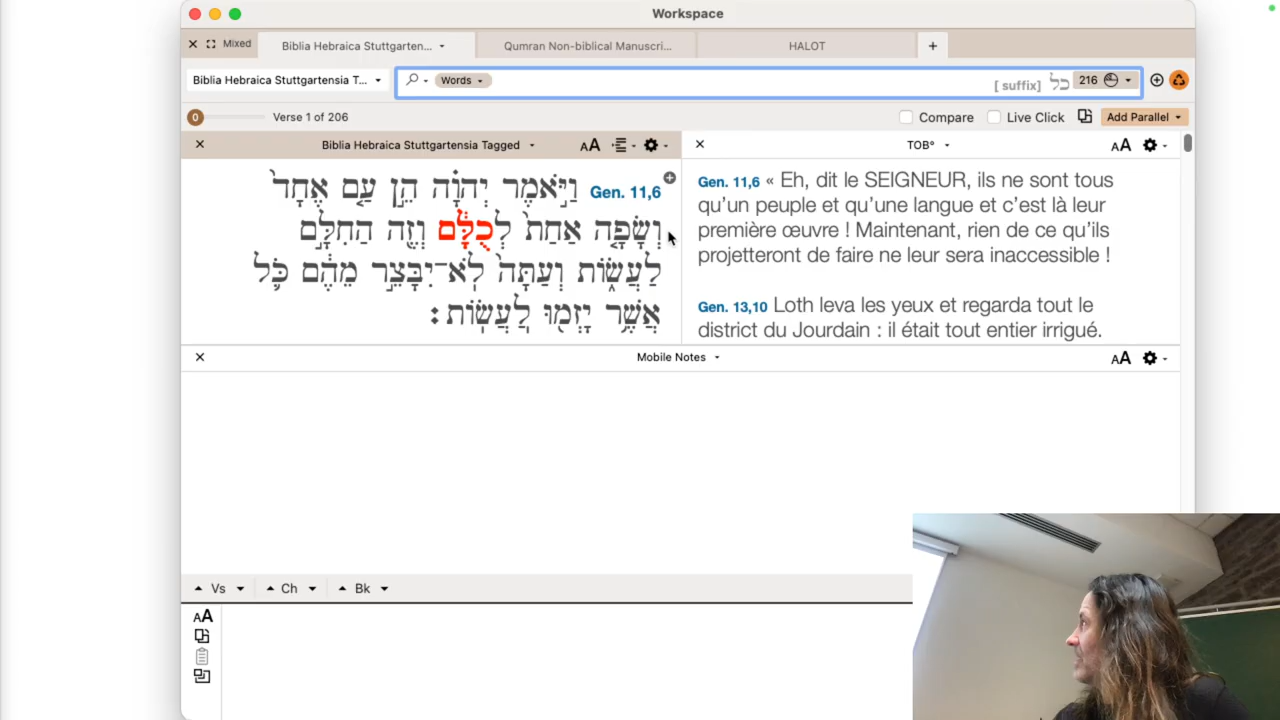 Workspace
Mixed
Biblia Hebraica Stuttgarten...
Qumran Non-biblical Manuscri...
HALOT
Biblia Hebraica Stuttgartensia T...
Words
כל [suffix]
216
0
Verse 1 of 206
Compare
Live Click
Add Parallel
Biblia Hebraica Stuttgartensia Tagged
AA
TOB°
AA
Gen. 11,6 וַיֹּ֣אמֶר יְהוָ֗ה הֵ֣ן עַ֤ם אֶחָד֙
וְשָׂפָ֤ה אַחַת֙ לְכֻלָּ֔ם וְזֶ֖ה הַחִלָּ֣ם
לַעֲשׂ֑וֹת וְעַתָּה֙ לֹֽא־יִבָּצֵ֣ר מֵהֶ֔ם כֹּ֛ל
אֲשֶׁ֥ר יָזְמ֖וּ לַֽעֲשֽׂוֹת׃
Gen. 11,6 « Eh, dit le SEIGNEUR, ils ne sont tous
qu’un peuple et qu’une langue et c’est là leur
première œuvre ! Maintenant, rien de ce qu’ils
projetteront de faire ne leur sera inaccessible !
Gen. 13,10 Loth leva les yeux et regarda tout le
district du Jourdain : il était tout entier irrigué.
Mobile Notes
AA
Vs
Ch
Bk
AA